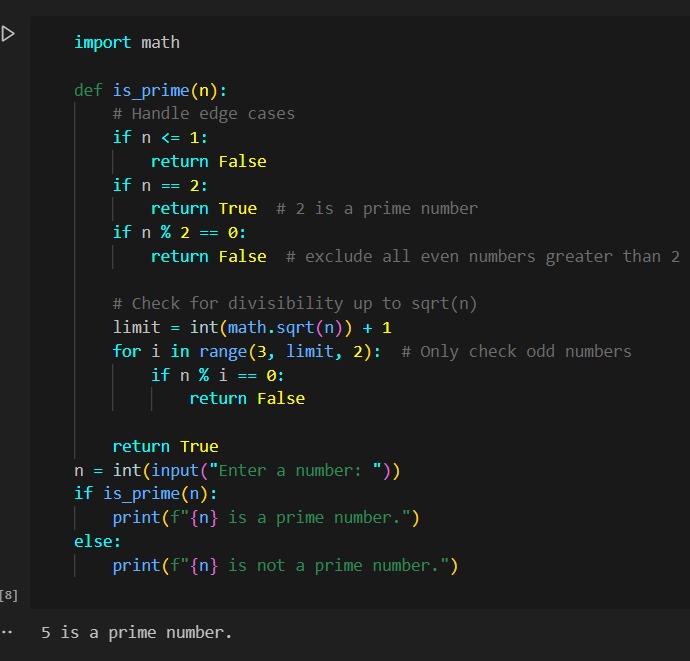 import math

def is_prime(n):
    # Handle edge cases
    if n <= 1:
        return False
    if n == 2:
        return True  # 2 is a prime number
    if n % 2 == 0:
        return False  # exclude all even numbers greater than 2

    # Check for divisibility up to sqrt(n)
    limit = int(math.sqrt(n)) + 1
    for i in range(3, limit, 2):  # Only check odd numbers
        if n % i == 0:
            return False

    return True
n = int(input("Enter a number: "))
if is_prime(n):
    print(f"{n} is a prime number.")
else:
    print(f"{n} is not a prime number.")
[8]
5 is a prime number.